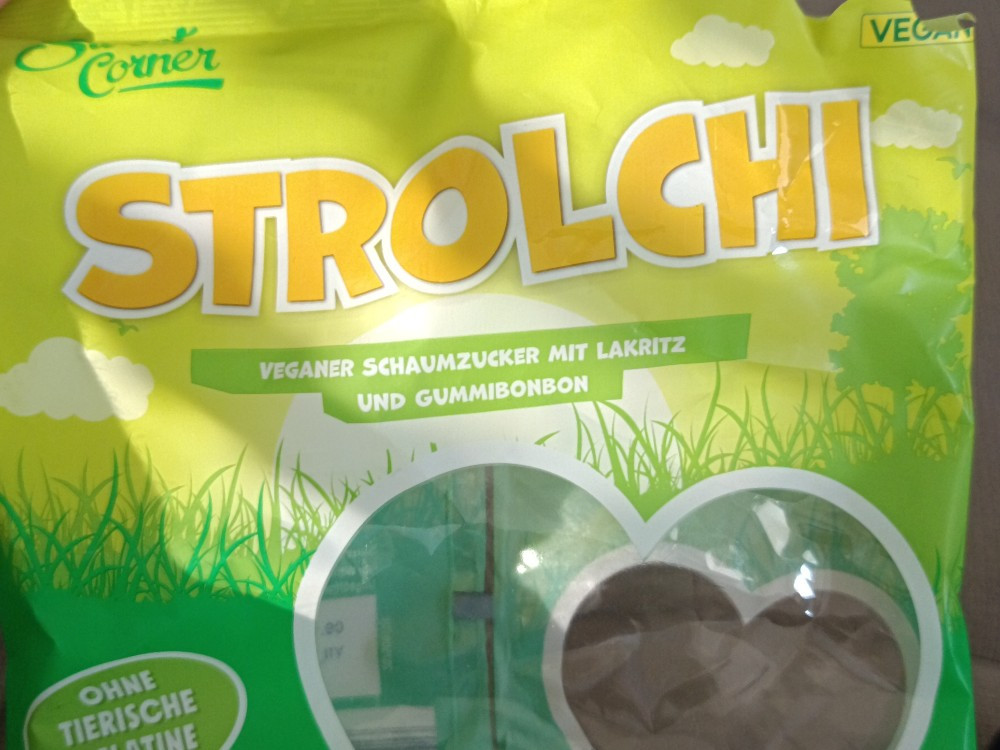 Corner
VEGAN
STROLCHI
VEGANER SCHAUMZUCKER MIT LAKRITZ
UND GUMMIBONBON
OHNE
TIERISCHE